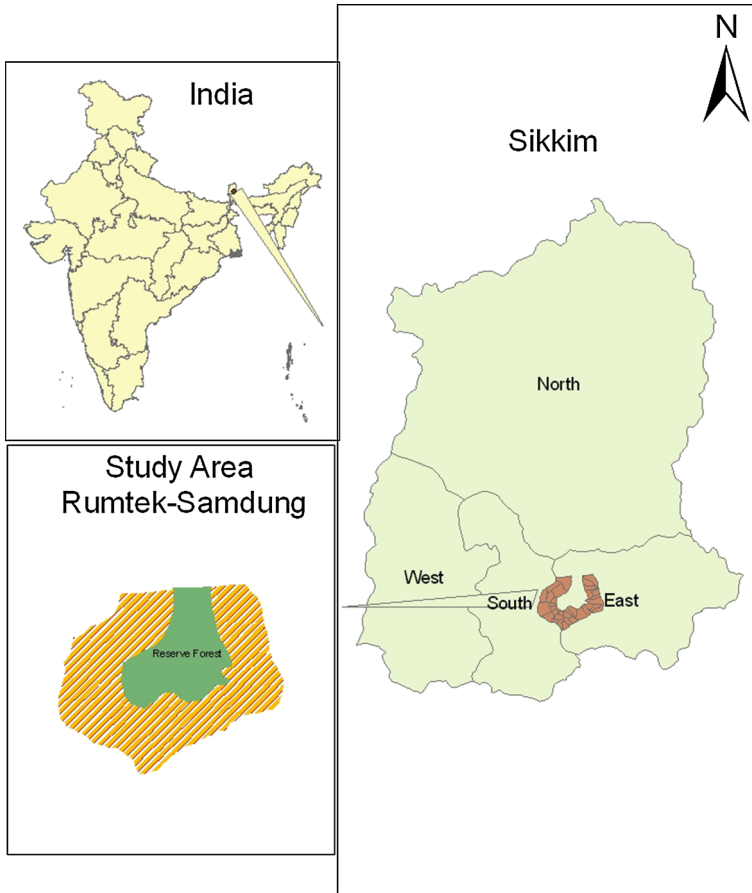 India
Study Area
Rumtek-Samdung
Reserve Forest
N
Sikkim
North
West
South
East